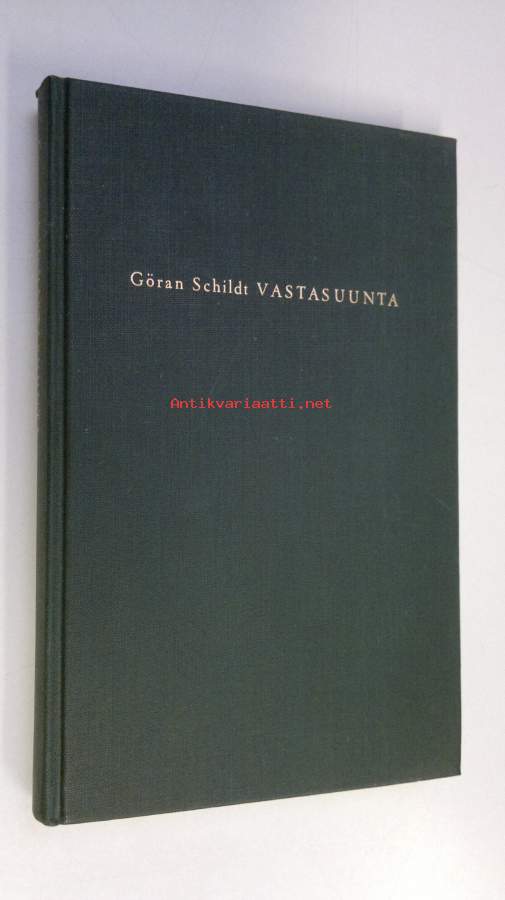 Göran Schildt VASTASUUNTA
Antikvariaatti.net